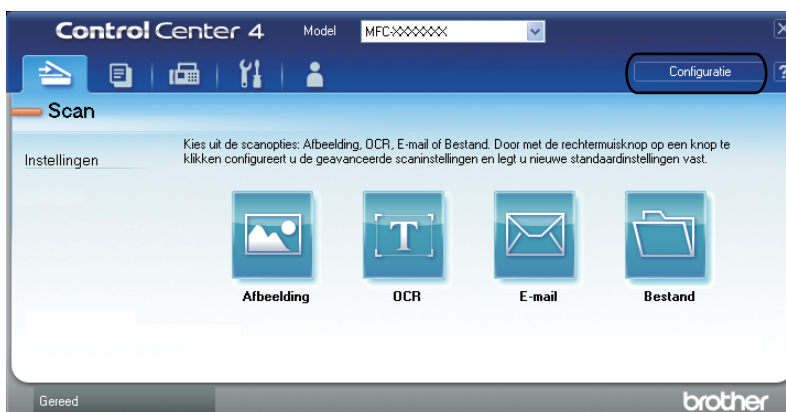 Control Center 4 Model MFC-XXXXXX
Configuratie ?
Scan
Instellingen
Kies uit de scanopties: Afbeelding, OCR, E-mail of Bestand. Door met de rechtermuisknop op een knop te
klikken configureert u de geavanceerde scaninstellingen en legt u nieuwe standaardinstellingen vast.
T
Afbeelding OCR E-mail Bestand
Gereed brother